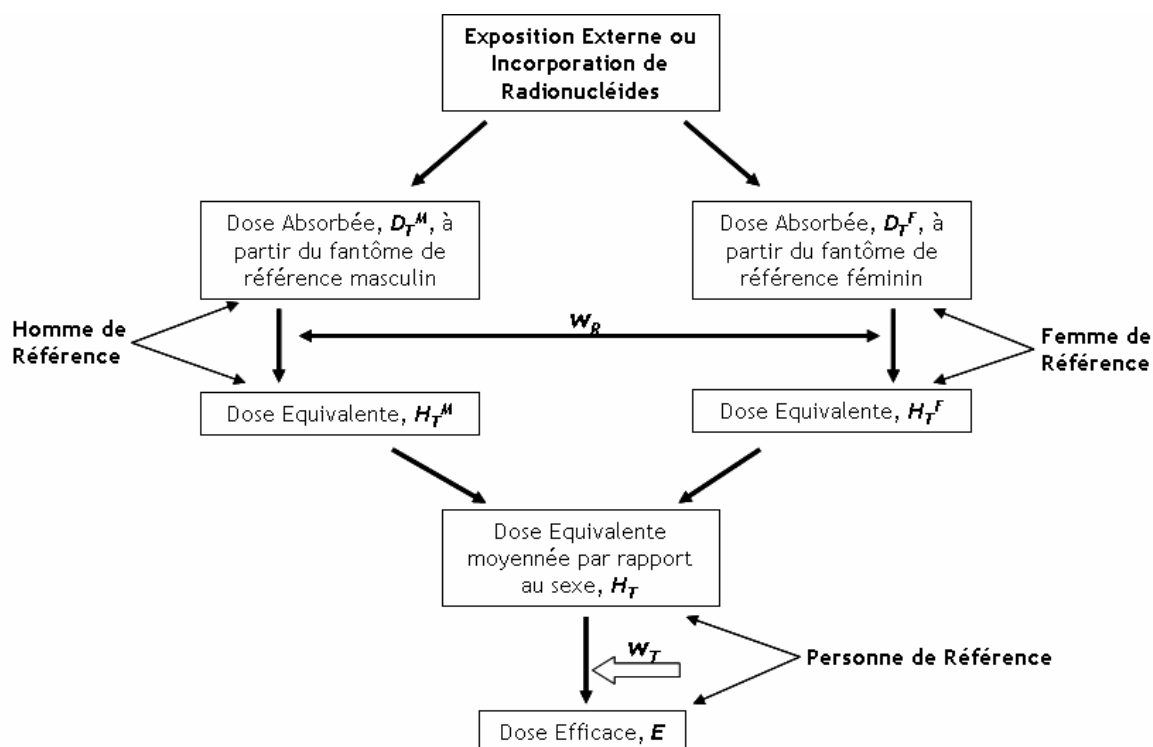 Exposition Externe ou
Incorporation de
Radionucléides
Dose Absorbée, D_T^M, à
partir du fantôme de
référence masculin
Dose Absorbée, D_T^F, à
partir du fantôme de
référence féminin
Homme de
Référence
w_R
Femme de
Référence
Dose Equivalente, H_T^M
Dose Equivalente, H_T^F
Dose Equivalente
moyennée par rapport
au sexe, H_T
w_T
Personne de Référence
Dose Efficace, E